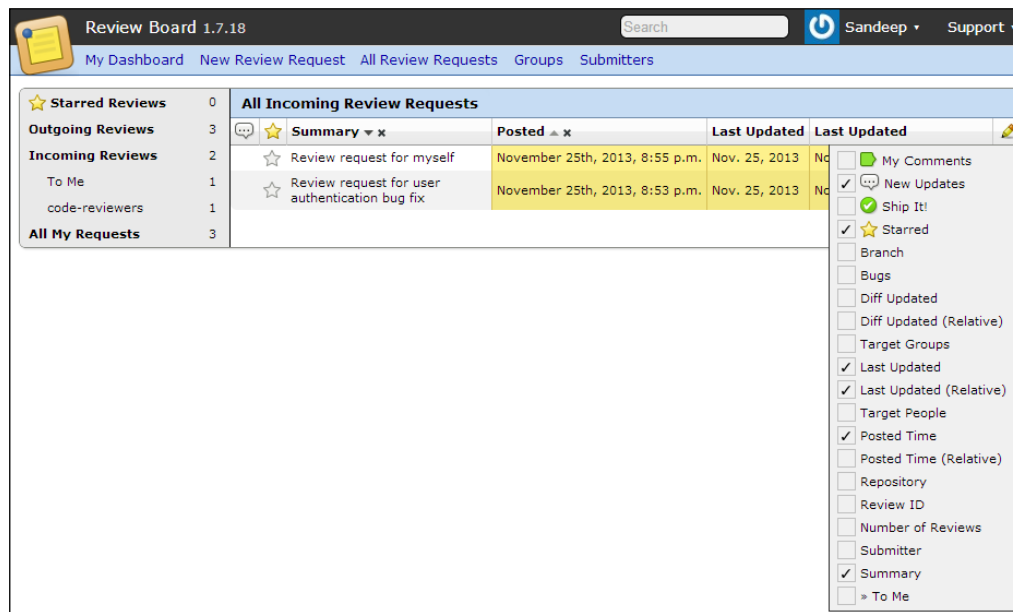 Review Board 1.7.18
Search
Sandeep
Support
My Dashboard New Review Request All Review Requests Groups Submitters
Starred Reviews 0
Outgoing Reviews 3
Incoming Reviews 2
To Me 1
code-reviewers 1
All My Requests 3
All Incoming Review Requests
Summary Posted Last Updated Last Updated
Review request for myself November 25th, 2013, 8:55 p.m. Nov. 25, 2013
Review request for user
authentication bug fix November 25th, 2013, 8:53 p.m. Nov. 25, 2013
My Comments
New Updates
Ship It!
Starred
Branch
Bugs
Diff Updated
Diff Updated (Relative)
Target Groups
Last Updated
Last Updated (Relative)
Target People
Posted Time
Posted Time (Relative)
Repository
Review ID
Number of Reviews
Submitter
Summary
» To Me